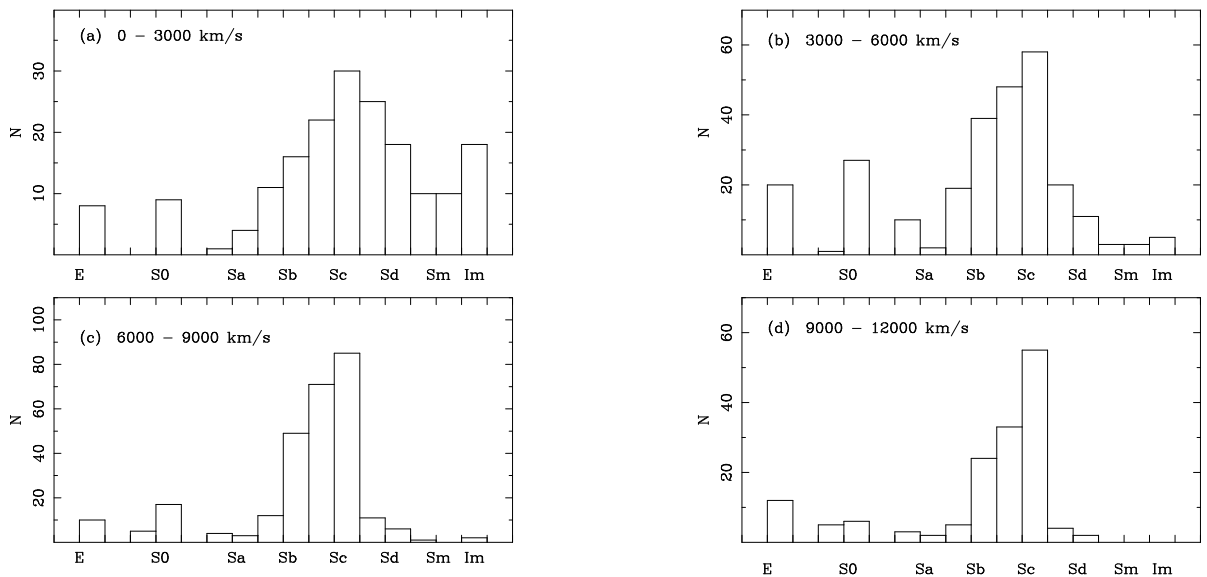 (a) 0 – 3000 km/s
30
20
10
N
E S0 Sa Sb Sc Sd Sm Im
(b) 3000 – 6000 km/s
60
40
20
N
E S0 Sa Sb Sc Sd Sm Im
(c) 6000 – 9000 km/s
100
80
60
40
20
N
E S0 Sa Sb Sc Sd Sm Im
(d) 9000 – 12000 km/s
60
40
20
N
E S0 Sa Sb Sc Sd Sm Im